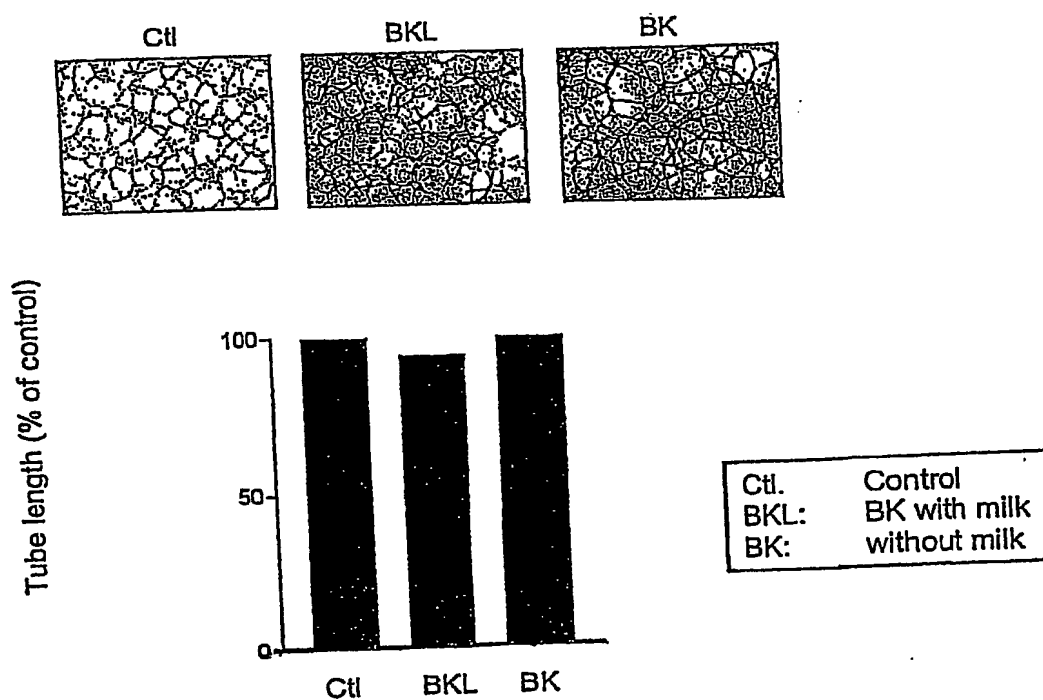 Ctl BKL BK
Tube length (% of control)
100
50
0
Ctl BKL BK
Ctl. Control
BKL: BK with milk
BK: without milk